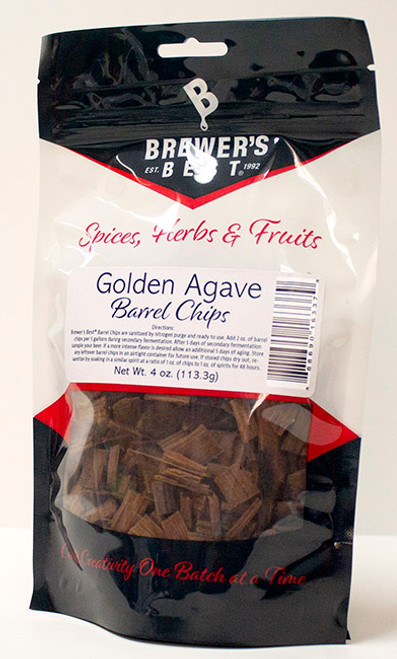 B
BREWER'S
EST. BEST® 1992
Spices, Herbs & Fruits
Golden Agave
Barrel Chips
Directions:
Brewer's Best® Barrel Chips are sanitized by nitrogen purge and ready to use. Add 2 oz. of barrel
chips per 5 gallons during secondary fermentation. After 5 days of secondary fermentation
sample your beer. If a more intense flavor is desired allow an additional 5 days of aging. Store
any leftover barrel chips in an airtight container for future use. If stored chips dry out, re-
sanitize by soaking in a similar spirit at a ratio of 1 oz. of chips to 1 oz. of spirits for 48 hours.
Net Wt. 4 oz. (113.3g)
Creativity One Batch at a Time